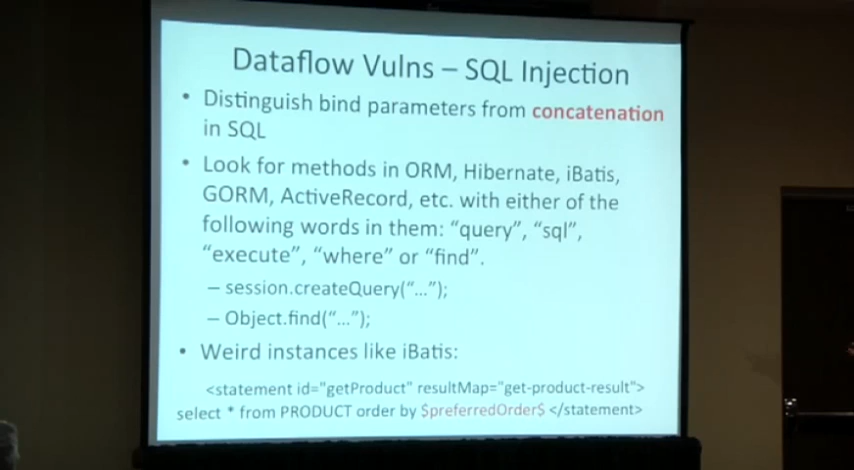 Dataflow Vulns – SQL Injection
• Distinguish bind parameters from concatenation
in SQL
• Look for methods in ORM, Hibernate, iBatis,
GORM, ActiveRecord, etc. with either of the
following words in them: “query”, “sql”,
“execute”, “where” or “find”.
– session.createQuery(“…”);
– Object.find(“…”);
• Weird instances like iBatis:
<statement id="getProduct" resultMap="get-product-result">
select * from PRODUCT order by $preferredOrder$ </statement>